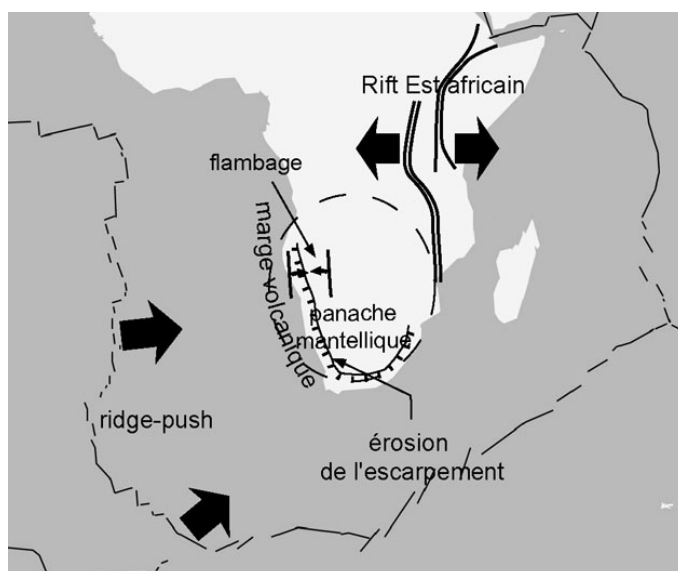 Rift Est africain
flambage
marge volcanique
panache
mantellique
ridge-push
érosion
de l'escarpement